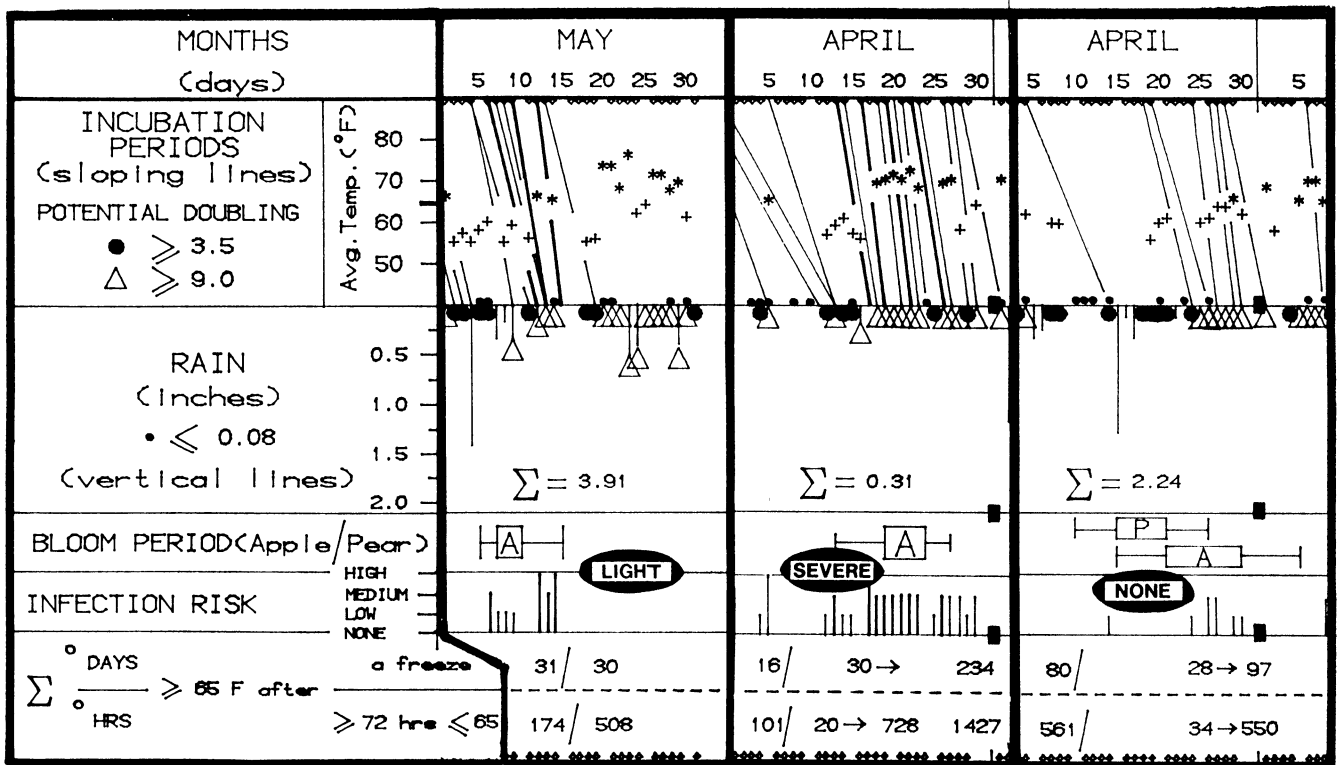 MONTHS
(days)
MAY
5 10 15 20 25 30
APRIL
5 10 15 20 25 30
APRIL
5 10 15 20 25 30 5
INCUBATION
PERIODS
(sloping lines)
POTENTIAL DOUBLING
● ≥ 3.5
△ ≥ 9.0
Avg.Temp.(°F)
80
70
60
50
RAIN
(inches)
• ≤ 0.08
(vertical lines)
0.5
1.0
1.5
2.0
Σ = 3.91
Σ = 0.31
Σ = 2.24
BLOOM PERIOD(Apple/Pear)
A
A
P
A
INFECTION RISK
HIGH
MEDIUM
LOW
NONE
LIGHT
SEVERE
NONE
Σ °DAYS / °HRS ≥ 65 F after
a freeze
31/ 30
16/ 30→ 234
80/ 28→ 97
≥ 72 hrs ≤65
174/ 508
101/ 20→ 728 1427
561/ 34→550